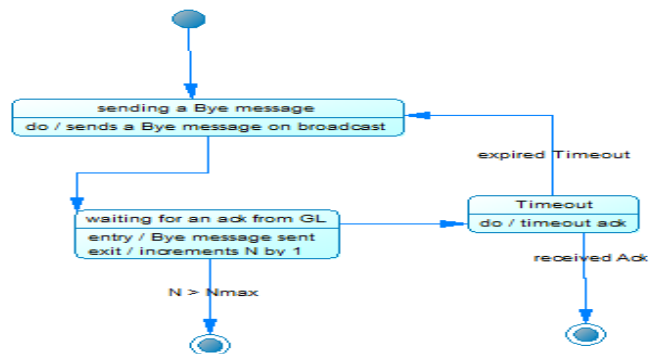 sending a Bye message
do / sends a Bye message on broadcast
expired Timeout
Timeout
do / timeout ack
waiting for an ack from GL
entry / Bye message sent
exit / increments N by 1
received Ack
N > Nmax